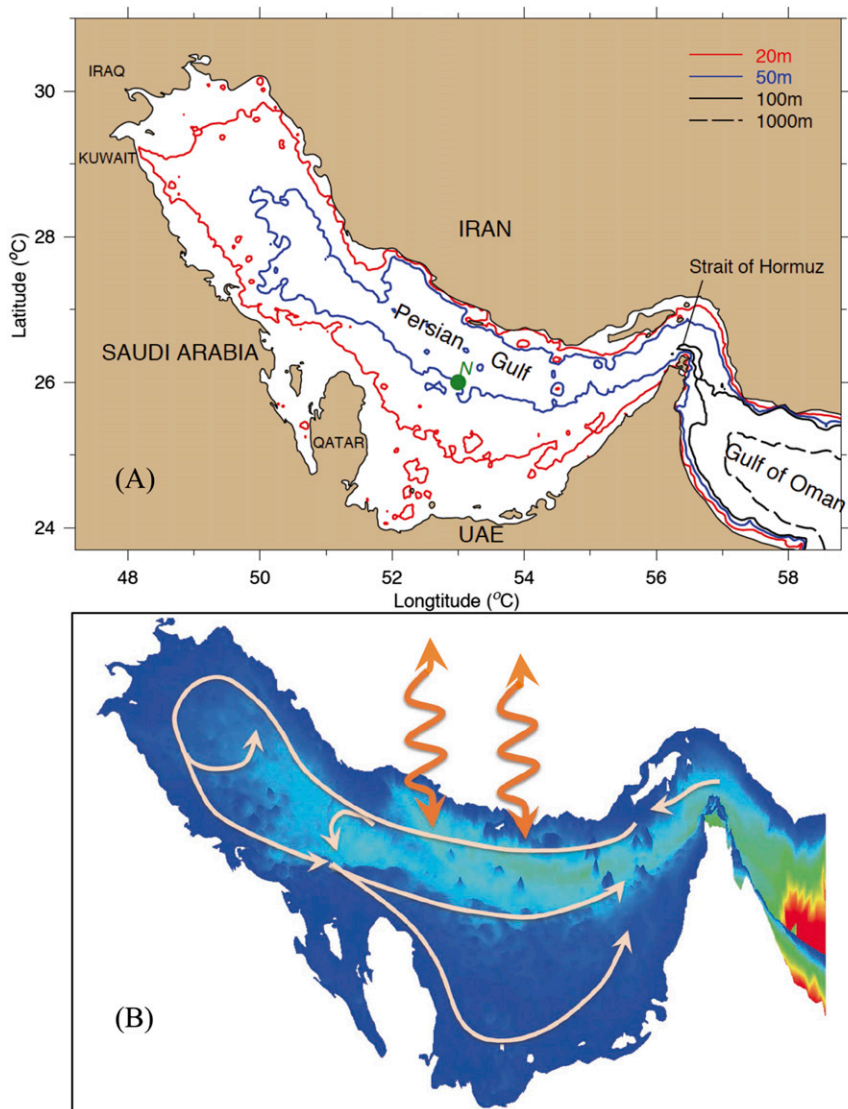 20m
50m
100m
1000m
IRAQ
KUWAIT
IRAN
Strait of Hormuz
SAUDI ARABIA
Persian
Gulf
N
QATAR
Gulf of Oman
UAE
(A)
30
28
26
24
Latitude (°C)
48 50 52 54 56 58
Longtitude (°C)
(B)